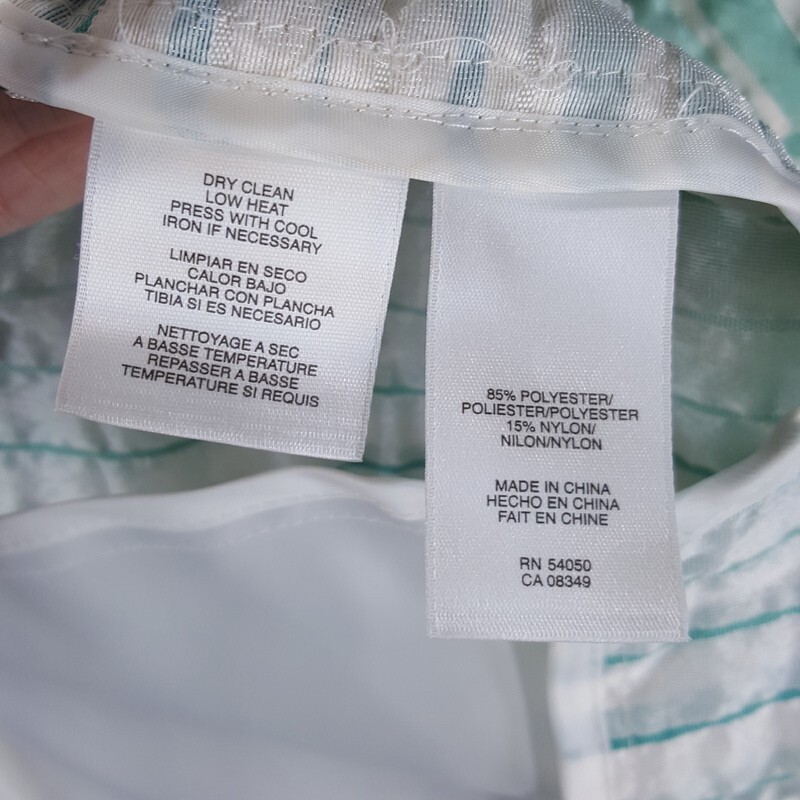 DRY CLEAN
LOW HEAT
PRESS WITH COOL
IRON IF NECESSARY
LIMPIAR EN SECO
CALOR BAJO
PLANCHAR CON PLANCHA
TIBIA SI ES NECESARIO
NETTOYAGE A SEC
A BASSE TEMPERATURE
REPASSER A BASSE
TEMPERATURE SI REQUIS
85% POLYESTER/
POLIESTER/POLYESTER
15% NYLON/
NILON/NYLON
MADE IN CHINA
HECHO EN CHINA
FAIT EN CHINE
RN 54050
CA 08349